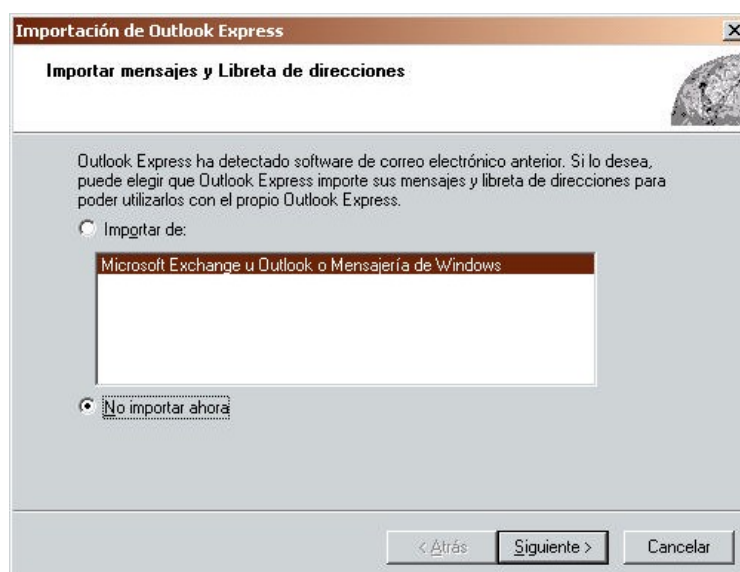 Importación de Outlook Express
Importar mensajes y Libreta de direcciones
Outlook Express ha detectado software de correo electrónico anterior. Si lo desea,
puede elegir que Outlook Express importe sus mensajes y libreta de direcciones para
poder utilizarlos con el propio Outlook Express.
Importar de:
Microsoft Exchange u Outlook o Mensajería de Windows
No importar ahora
< Atrás
Siguiente >
Cancelar